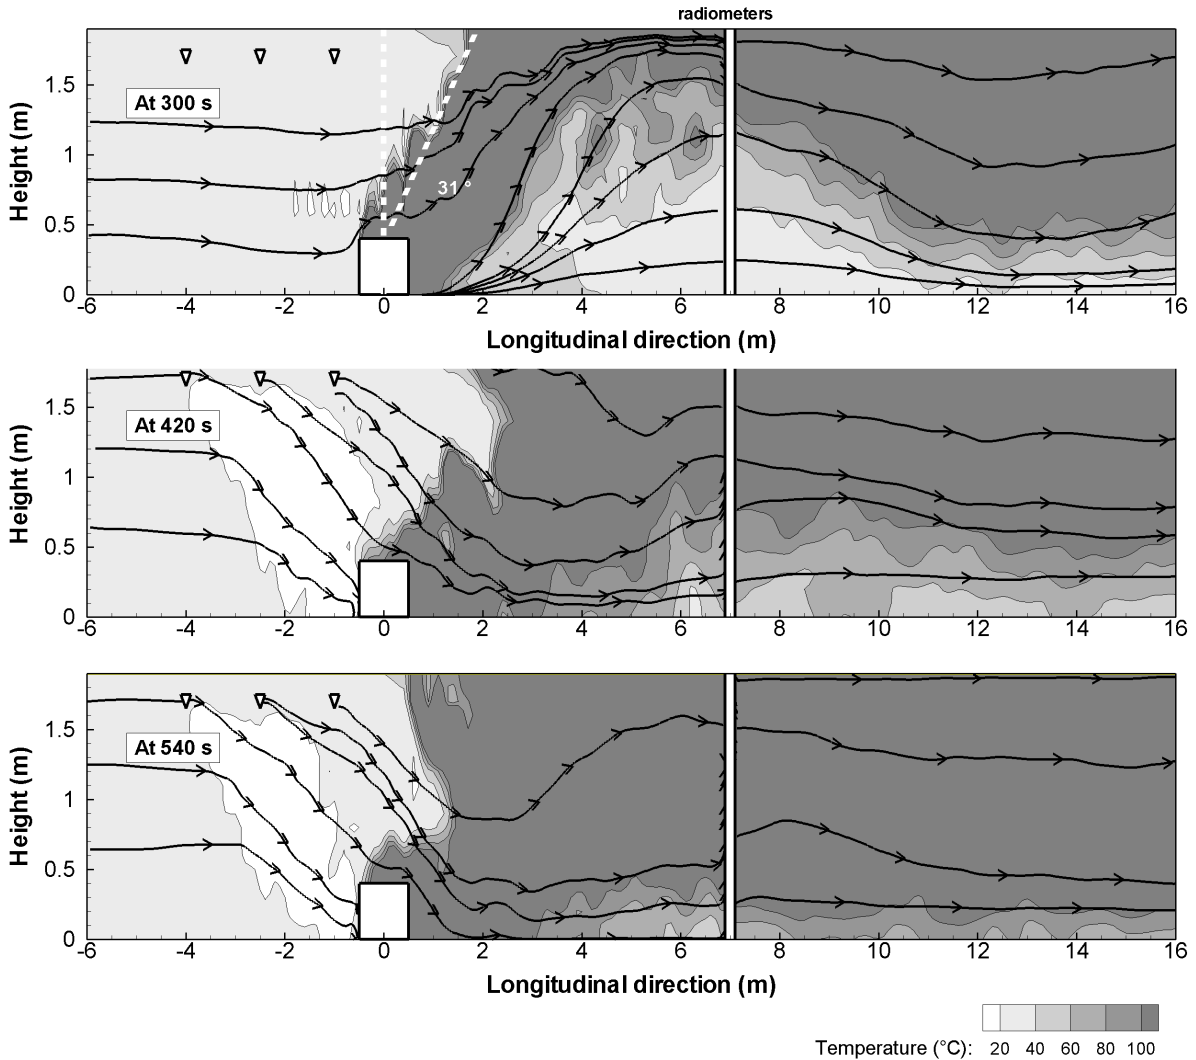 radiometers
Height (m)
1.5
1
0.5
0
At 300 s
31 °
-6 -4 -2 0 2 4 6 8 10 12 14 16
Longitudinal direction (m)
Height (m)
1.5
1
0.5
0
At 420 s
-6 -4 -2 0 2 4 6 8 10 12 14 16
Height (m)
1.5
1
0.5
0
At 540 s
-6 -4 -2 0 2 4 6 8 10 12 14 16
Longitudinal direction (m)
Temperature (°C): 20 40 60 80 100